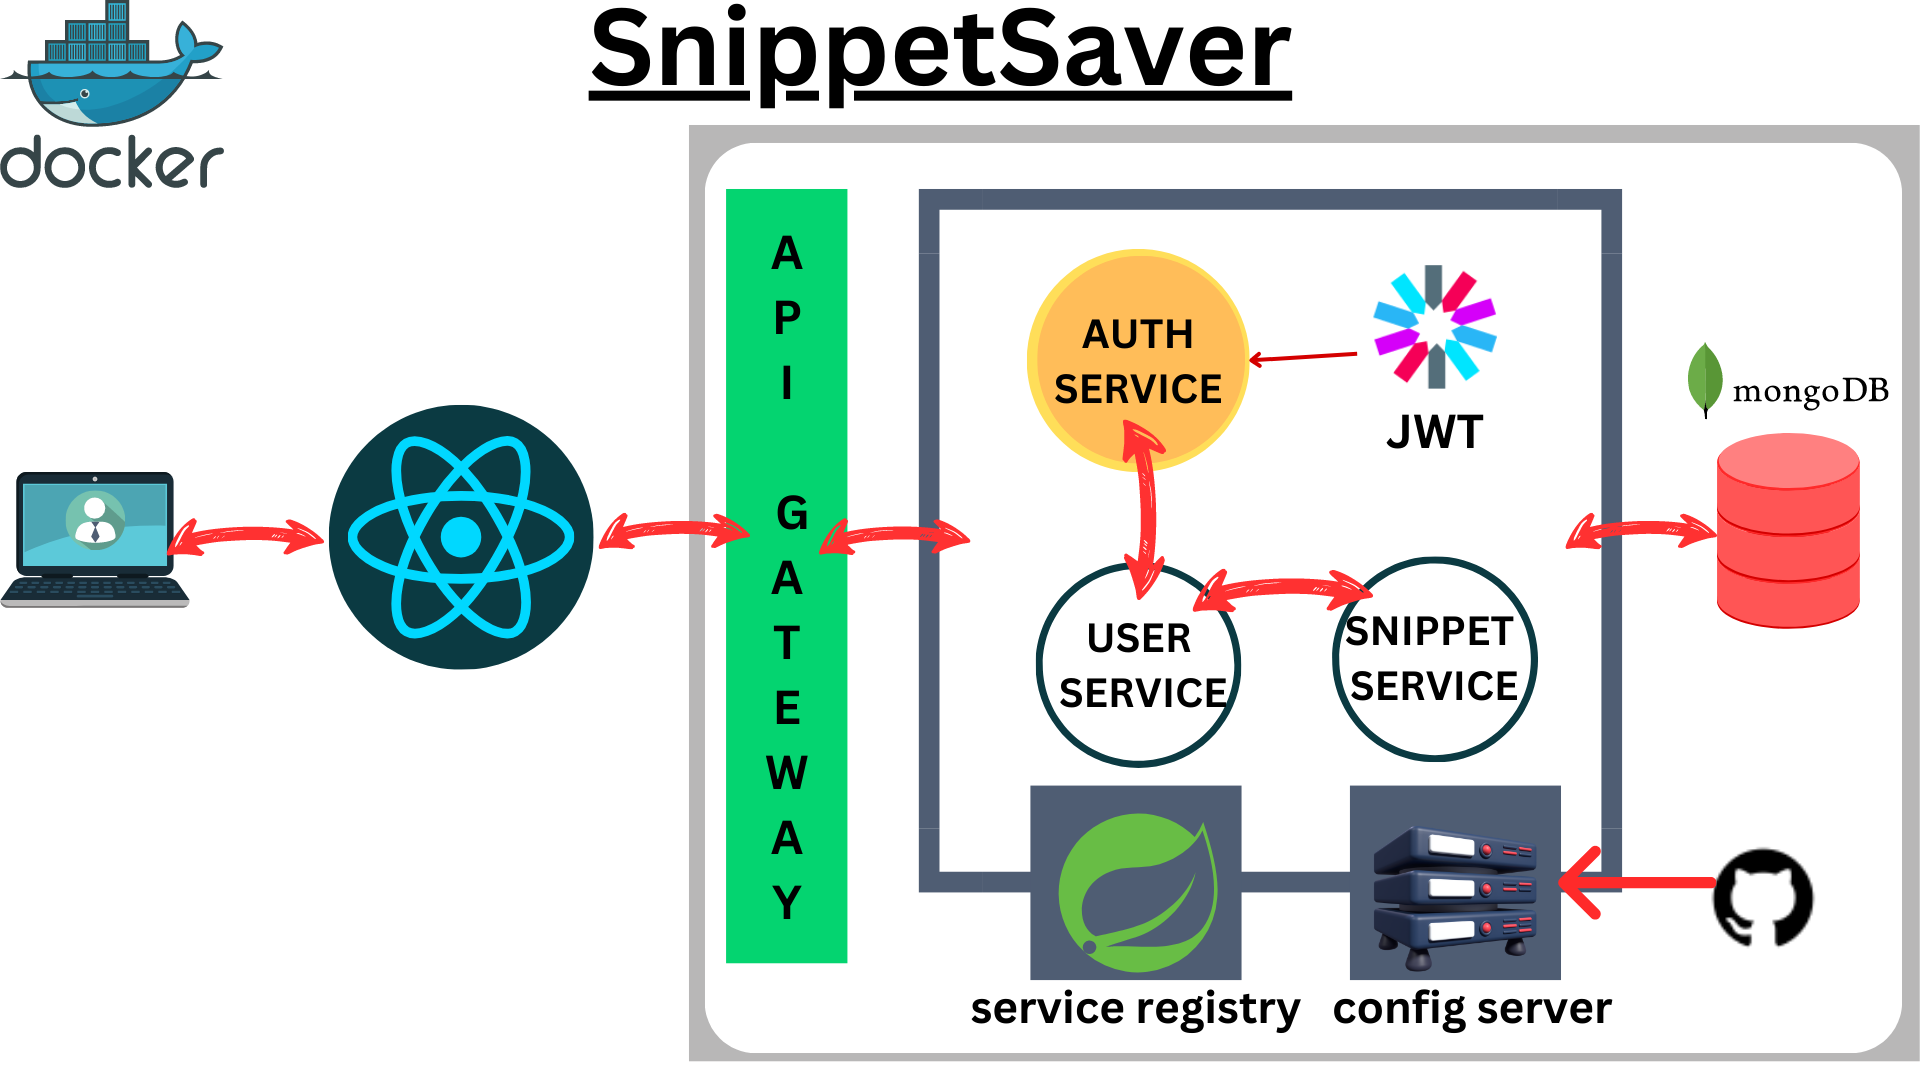 SnippetSaver
docker
A
P
I
G
A
T
E
W
A
Y
AUTH
SERVICE
JWT
mongoDB
USER
SERVICE
SNIPPET
SERVICE
service registry
config server